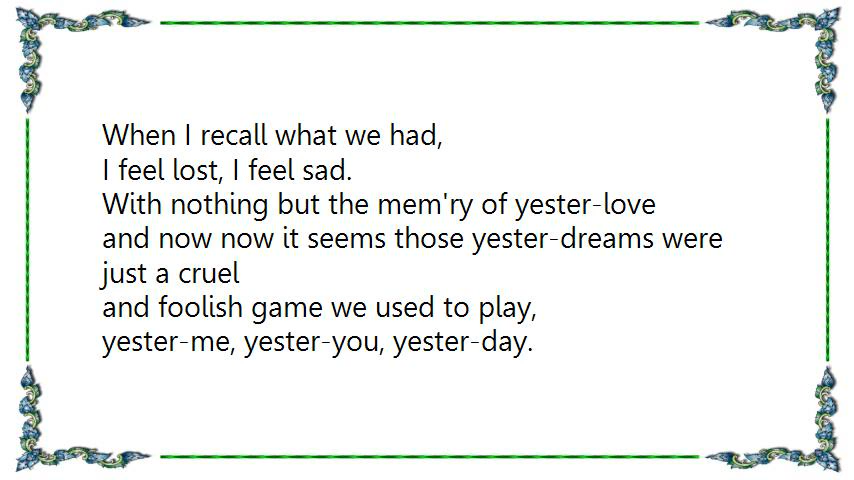 When I recall what we had,
I feel lost, I feel sad.
With nothing but the mem'ry of yester-love
and now now it seems those yester-dreams were
just a cruel
and foolish game we used to play,
yester-me, yester-you, yester-day.